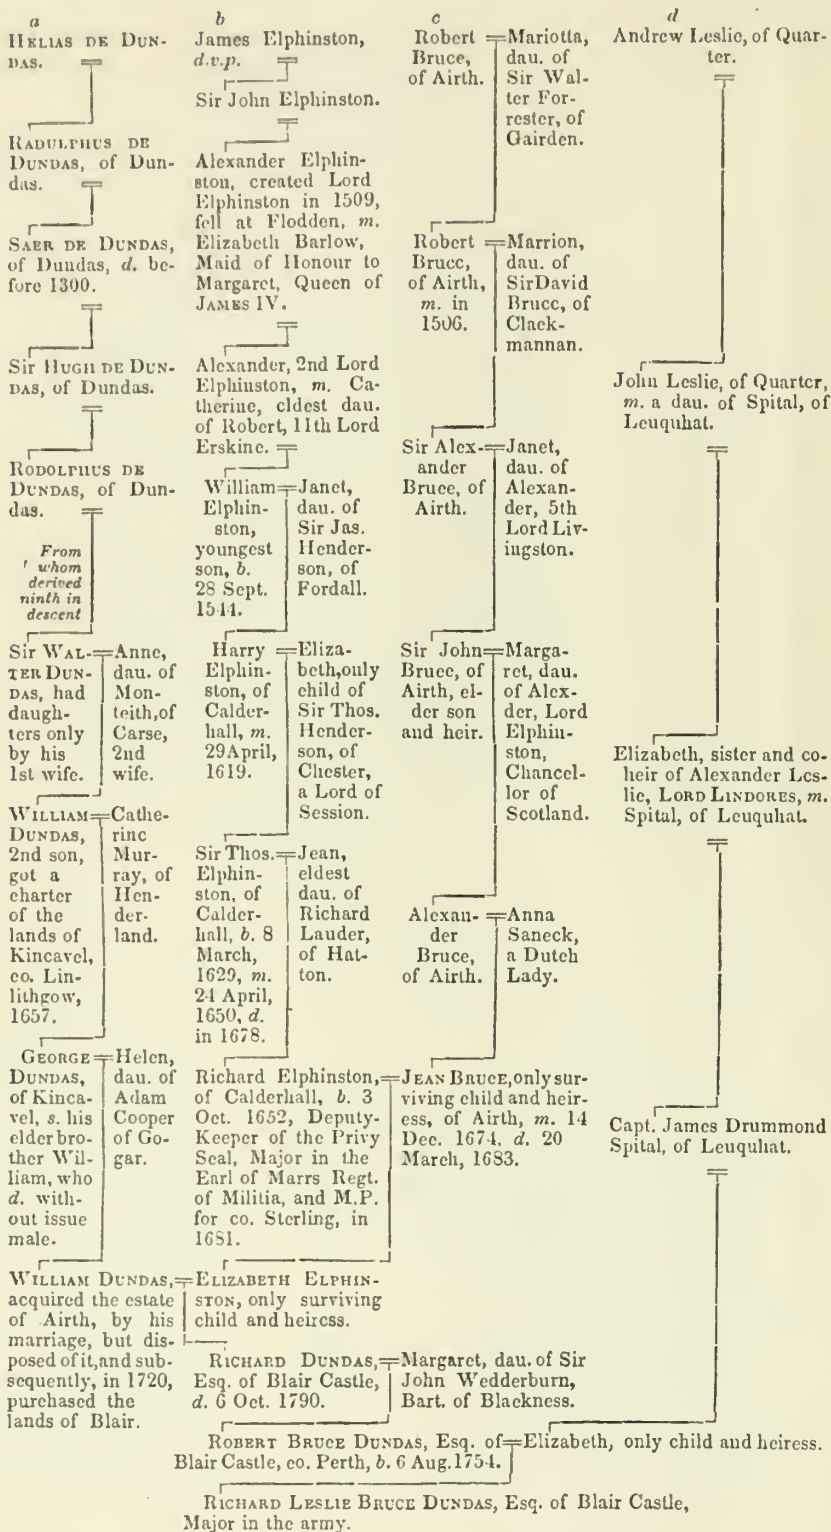 a
HELIAS DE DUN-
DAS.
RADULPHUS DE
DUNDAS, of Dun-
das.
SAER DE DUNDAS,
of Dundas, d. be-
fore 1300.
Sir HUGH DE DUN-
DAS, of Dundas.
RODOLPHUS DE
DUNDAS, of Dun-
das.
From
whom
derived
ninth in
descent
Sir WAL-
TER DUN-
DAS, had
daugh-
ters only
by his
1st wife.
Anne,
dau. of
Mon-
teith, of
Carse,
2nd
wife.
WILLIAM
DUNDAS,
2nd son,
got a
charter
of the
lands of
Kincavel,
co. Lin-
lithgow,
1657.
Cathe-
rine
Mur-
ray, of
Hen-
der-
land.
GEORGE
DUNDAS,
of Kinca-
vel, s. his
elder bro-
ther Wil-
liam, who
d. with-
out issue
male.
Helen,
dau. of
Adam
Cooper
of Go-
gar.
WILLIAM DUNDAS,
acquired the estate
of Airth, by his
marriage, but dis-
posed of it, and sub-
sequently, in 1720,
purchased the
lands of Blair.
b
James Elphinston,
d.v.p.
Sir John Elphinston.
Alexander Elphin-
ston, created Lord
Elphinston in 1509,
fell at Flodden, m.
Elizabeth Barlow,
Maid of Honour to
Margaret, Queen of
JAMES IV.
Alexander, 2nd Lord
Elphinston, m. Ca-
therine, eldest dau.
of Robert, 11th Lord
Erskine.
William
Elphin-
ston,
youngest
son, b.
28 Sept.
1544.
Janet,
dau. of
Sir Jas.
Hender-
son, of
Fordall.
Harry
Elphin-
ston, of
Calder-
hall, m.
29 April,
1619.
Eliza-
beth, only
child of
Sir Thos.
Hender-
son, of
Chester,
a Lord of
Session.
Sir Thos.
Elphin-
ston, of
Calder-
hall, b. 8
March,
1629, m.
24 April,
1650, d.
in 1678.
Jean,
eldest
dau. of
Richard
Lauder,
of Hat-
ton.
Richard Elphinston,
of Calderhall, b. 3
Oct. 1652, Deputy-
Keeper of the Privy
Seal, Major in the
Earl of Marrs Regt.
of Militia, and M.P.
for co. Sterling, in
1681.
ELIZABETH ELPHIN-
STON, only surviving
child and heiress.
c
Robert
Bruce,
of Airth.
Mariotta,
dau. of
Sir Wal-
ter For-
rester, of
Gairden.
Robert
Bruce,
of Airth,
m. in
1506.
Marrion,
dau. of
Sir David
Bruce, of
Clack-
mannan.
Sir Alex-
ander
Bruce, of
Airth.
Janet,
dau. of
Alexan-
der, 5th
Lord Liv-
ingston.
Sir John
Bruce, of
Airth, el-
der son
and heir.
Marga-
ret, dau.
of Alex-
der, Lord
Elphin-
ston,
Chancel-
lor of
Scotland.
Alexan-
der
Bruce,
of Airth.
Anna
Saneck,
a Dutch
Lady.
JEAN BRUCE, only sur-
viving child and heir-
ess, of Airth, m. 14
Dec. 1674, d. 20
March, 1683.
d
Andrew Leslie, of Quar-
ter.
John Leslie, of Quarter,
m. a dau. of Spital, of
Leuquhat.
Elizabeth, sister and co-
heir of Alexander Les-
lie, LORD LINDORES, m.
Spital, of Leuquhat.
Capt. James Drummond
Spital, of Leuquhat.
RICHARD DUNDAS,
Esq. of Blair Castle,
d. 6 Oct. 1790.
Margaret, dau. of Sir
John Wedderburn,
Bart. of Blackness.
ROBERT BRUCE DUNDAS, Esq. of
Blair Castle, co. Perth, b. 6 Aug. 1754.
Elizabeth, only child and heiress.
RICHARD LESLIE BRUCE DUNDAS, Esq. of Blair Castle,
Major in the army.